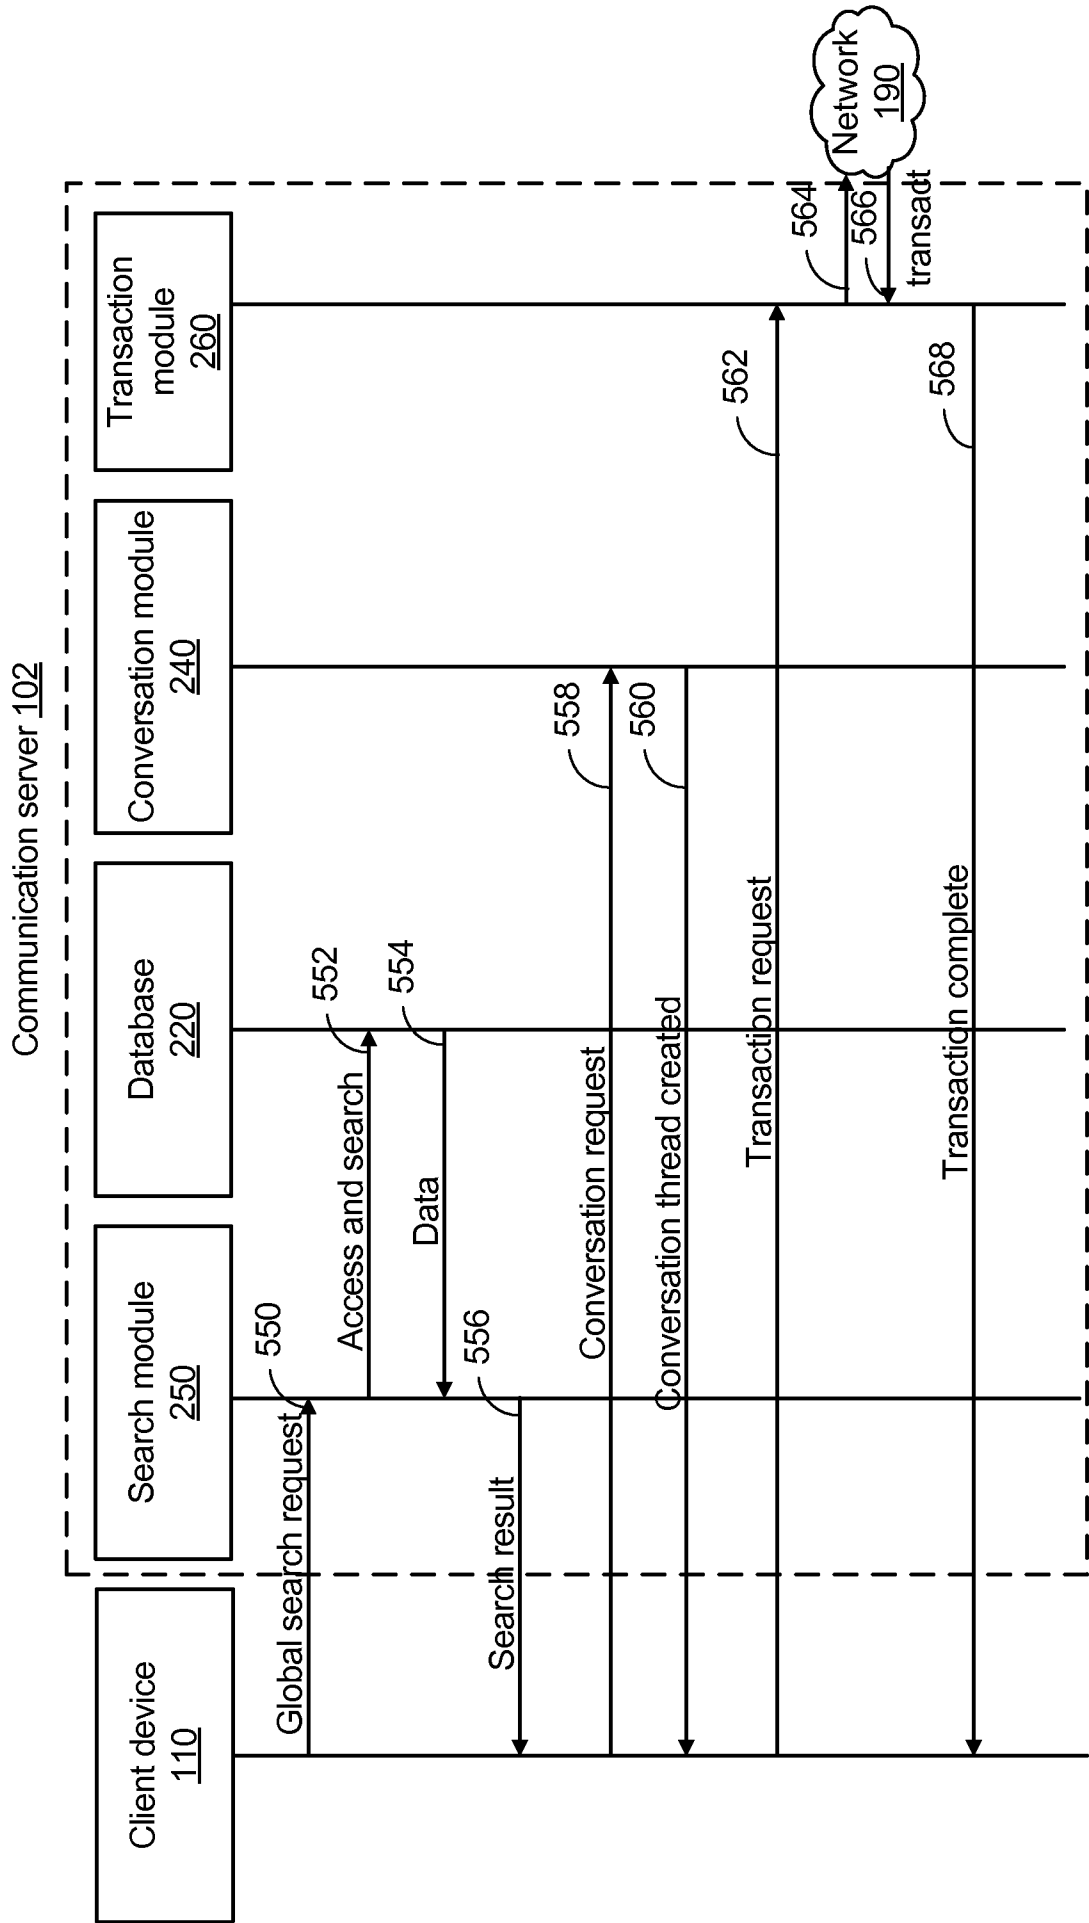 Communication server 102
Client device
110
Search module
250
Database
220
Conversation module
240
Transaction
module
260
550
Global search request
552
Access and search
554
Data
556
Search result
558
Conversation request
560
Conversation thread created
562
Transaction request
564
Network
190
566
transact
568
Transaction complete